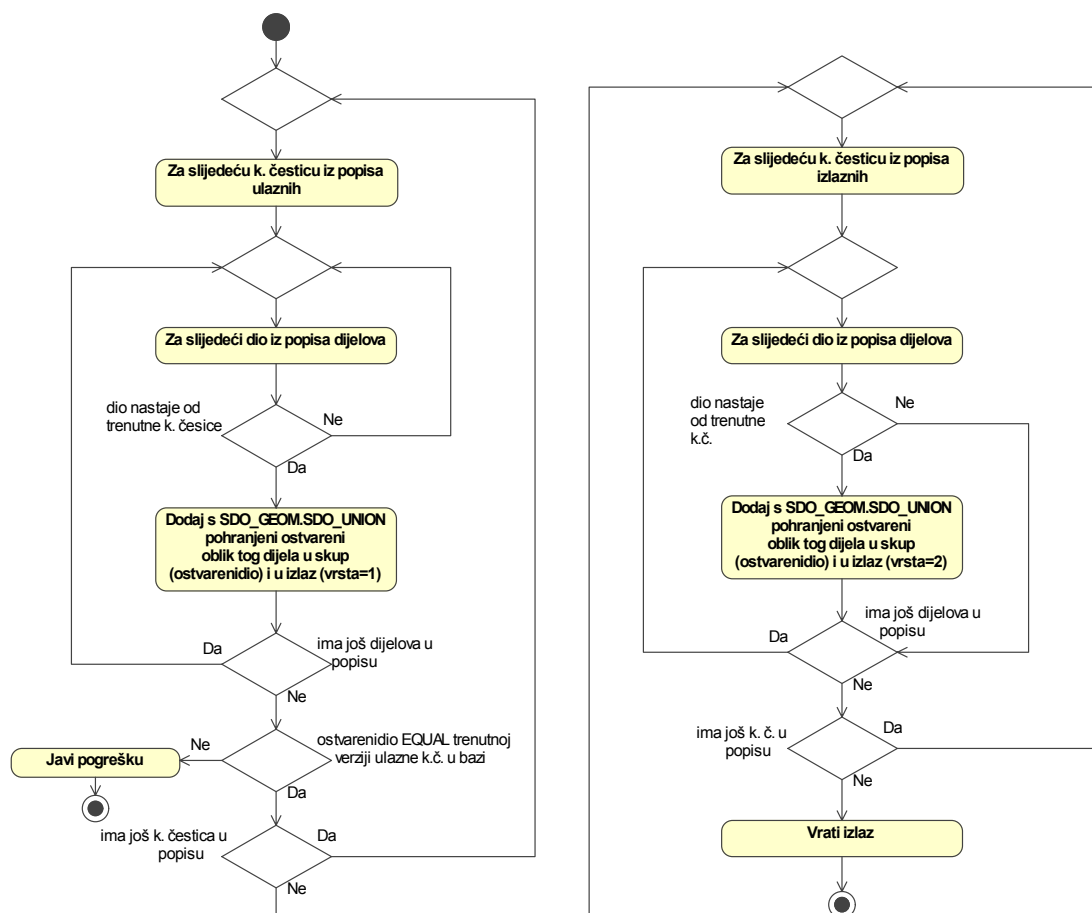 Za slijedeću k. česticu iz popisa
ulaznih
Za slijedeći dio iz popisa dijelova
dio nastaje od
trenutne k. česice
Ne
Da
Dodaj s SDO_GEOM.SDO_UNION
pohranjeni ostvareni
oblik tog dijela u skup
(ostvarenidio) i u izlaz (vrsta=1)
Da
ima još dijelova u
popisu
Ne
ostvarenidio EQUAL trenutnoj
verziji ulazne k.č. u bazi
Ne
Javi pogrešku
Da
ima još k. čestica u
popisu
Da
Ne
Za slijedeću k. česticu iz popisa
izlaznih
Za slijedeći dio iz popisa dijelova
dio nastaje
od trenutne
k.č.
Ne
Da
Dodaj s SDO_GEOM.SDO_UNION
pohranjeni ostvareni
oblik tog dijela u skup
(ostvarenidio) i u izlaz (vrsta=2)
ima još dijelova u
popisu
Da
Ne
ima još k. č. u
popisu
Da
Ne
Vrati izlaz